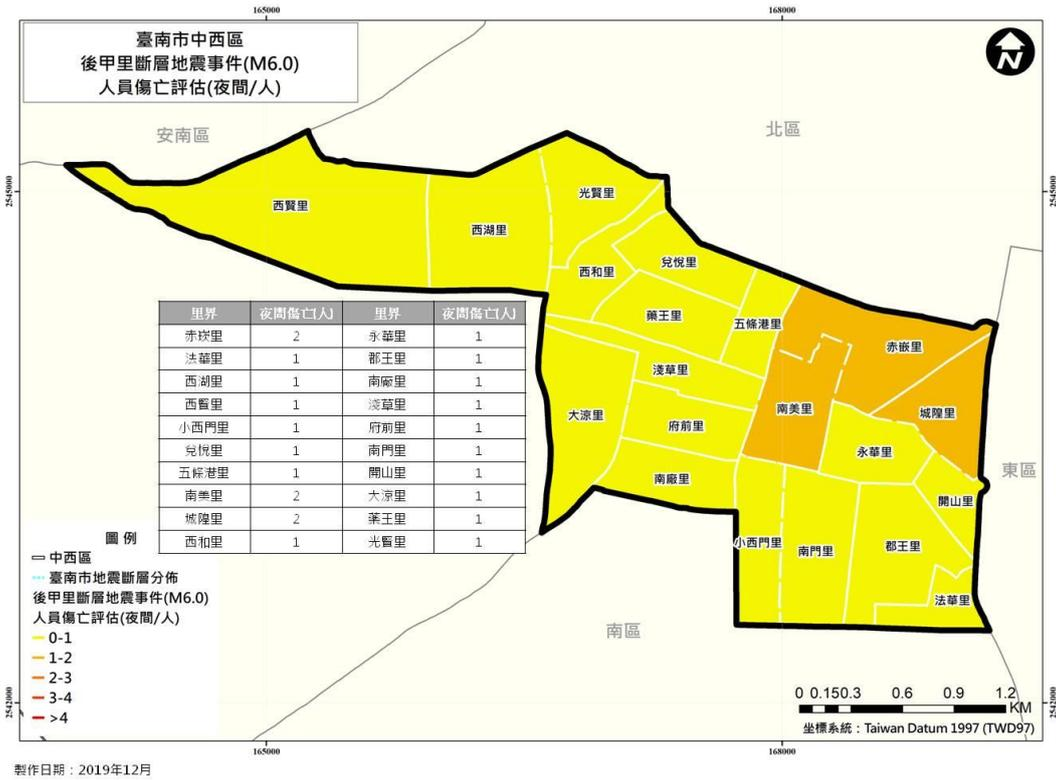 165000 168000
臺南市中西區
後甲里斷層地震事件(M6.0)
人員傷亡評估(夜間/人)
N
安南區
北區
2545000 2545000
光賢里
西賢里
西湖里
兌悅里
西和里
藥王里
五條港里
赤嵌里
淺草里
大涼里
南美里
城隍里
府前里
永華里
東區
南廠里
開山里
小西門里
南門里
郡王里
法華里
南區
里界 夜間傷亡(人) 里界 夜間傷亡(人)
赤崁里 2 永華里 1
法華里 1 郡王里 1
西湖里 1 南廠里 1
西賢里 1 淺草里 1
小西門里 1 府前里 1
兌悅里 1 南門里 1
五條港里 1 開山里 1
南美里 2 大涼里 1
城隍里 2 藥王里 1
西和里 1 光賢里 1
圖例
中西區
臺南市地震斷層分佈
後甲里斷層地震事件(M6.0)
人員傷亡評估(夜間/人)
0-1
1-2
2-3
3-4
>4
0 0.15 0.3 0.6 0.9 1.2
KM
坐標系統：Taiwan Datum 1997 (TWD97)
2542000 2542000
165000 168000
製作日期：2019年12月